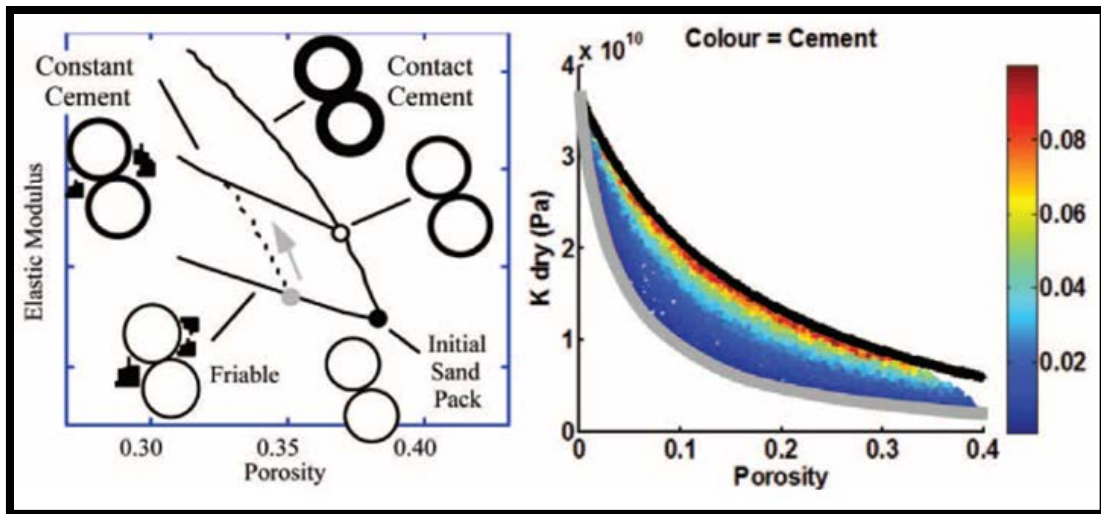 Constant
Cement
Contact
Cement
Elastic Modulus
Friable
Initial
Sand
Pack
0.30
0.35
0.40
Porosity
Colour = Cement
x 10^10
4
3
2
1
0
K dry (Pa)
0
0.1
0.2
0.3
0.4
Porosity
0.08
0.06
0.04
0.02